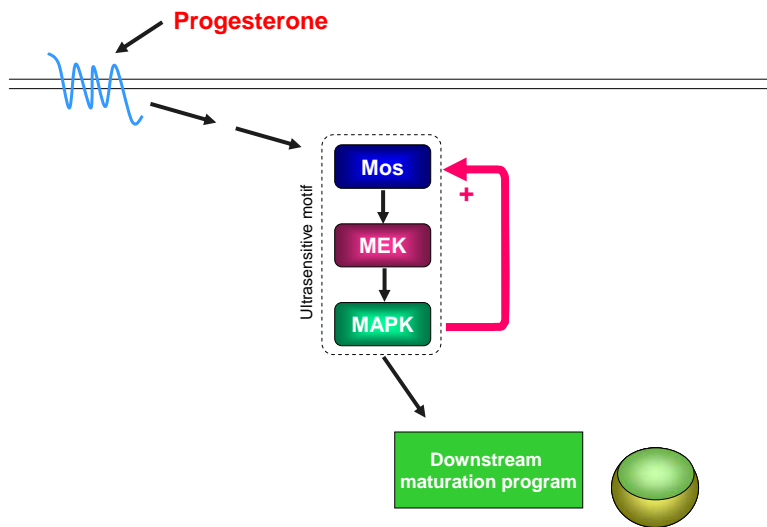 Progesterone
Ultrasensitive motif
Mos
+
MEK
MAPK
Downstream
maturation program